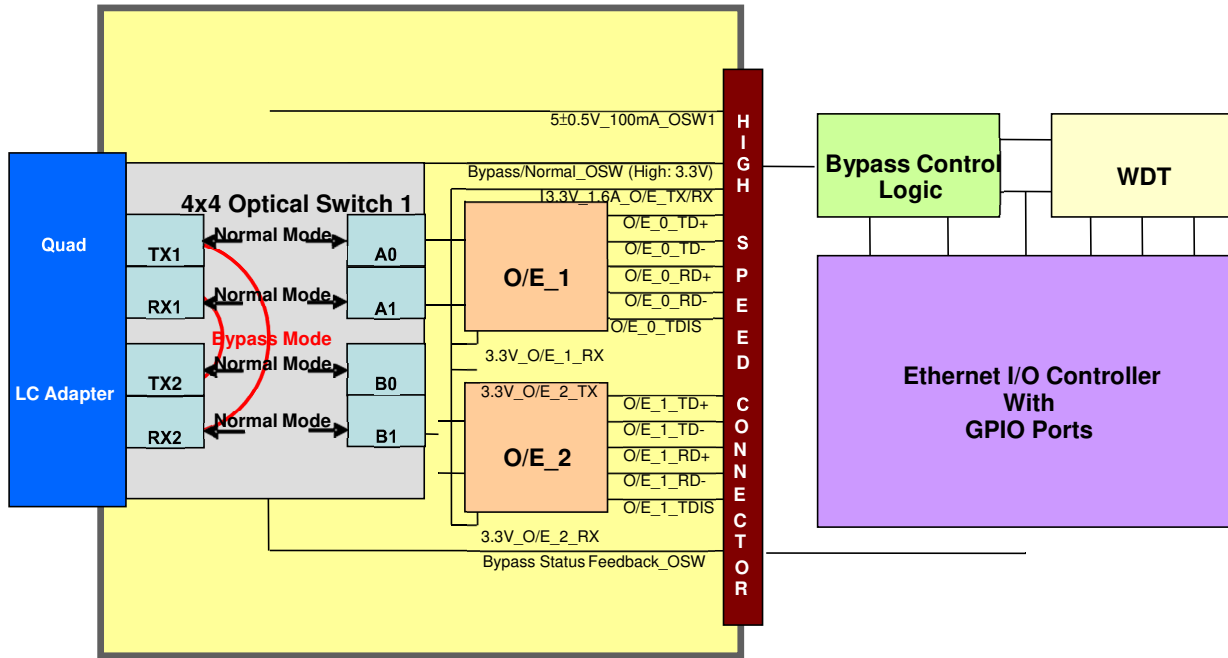 5±0.5V_100mA_OSW1
Bypass/Normal_OSW (High: 3.3V)
I3.3V_1.6A_O/E_TX/RX
Quad
LC Adapter
4x4 Optical Switch 1
TX1
Normal Mode
A0
RX1
Normal Mode
A1
Bypass Mode
TX2
Normal Mode
B0
RX2
Normal Mode
B1
O/E_1
O/E_0_TD+
O/E_0_TD-
O/E_0_RD+
O/E_0_RD-
O/E_0_TDIS
3.3V_O/E_1_RX
3.3V_O/E_2_TX
O/E_2
O/E_1_TD+
O/E_1_TD-
O/E_1_RD+
O/E_1_RD-
O/E_1_TDIS
3.3V_O/E_2_RX
Bypass Status Feedback_OSW
HIGH SPEED CONNECTOR
Bypass Control
Logic
WDT
Ethernet I/O Controller
With
GPIO Ports